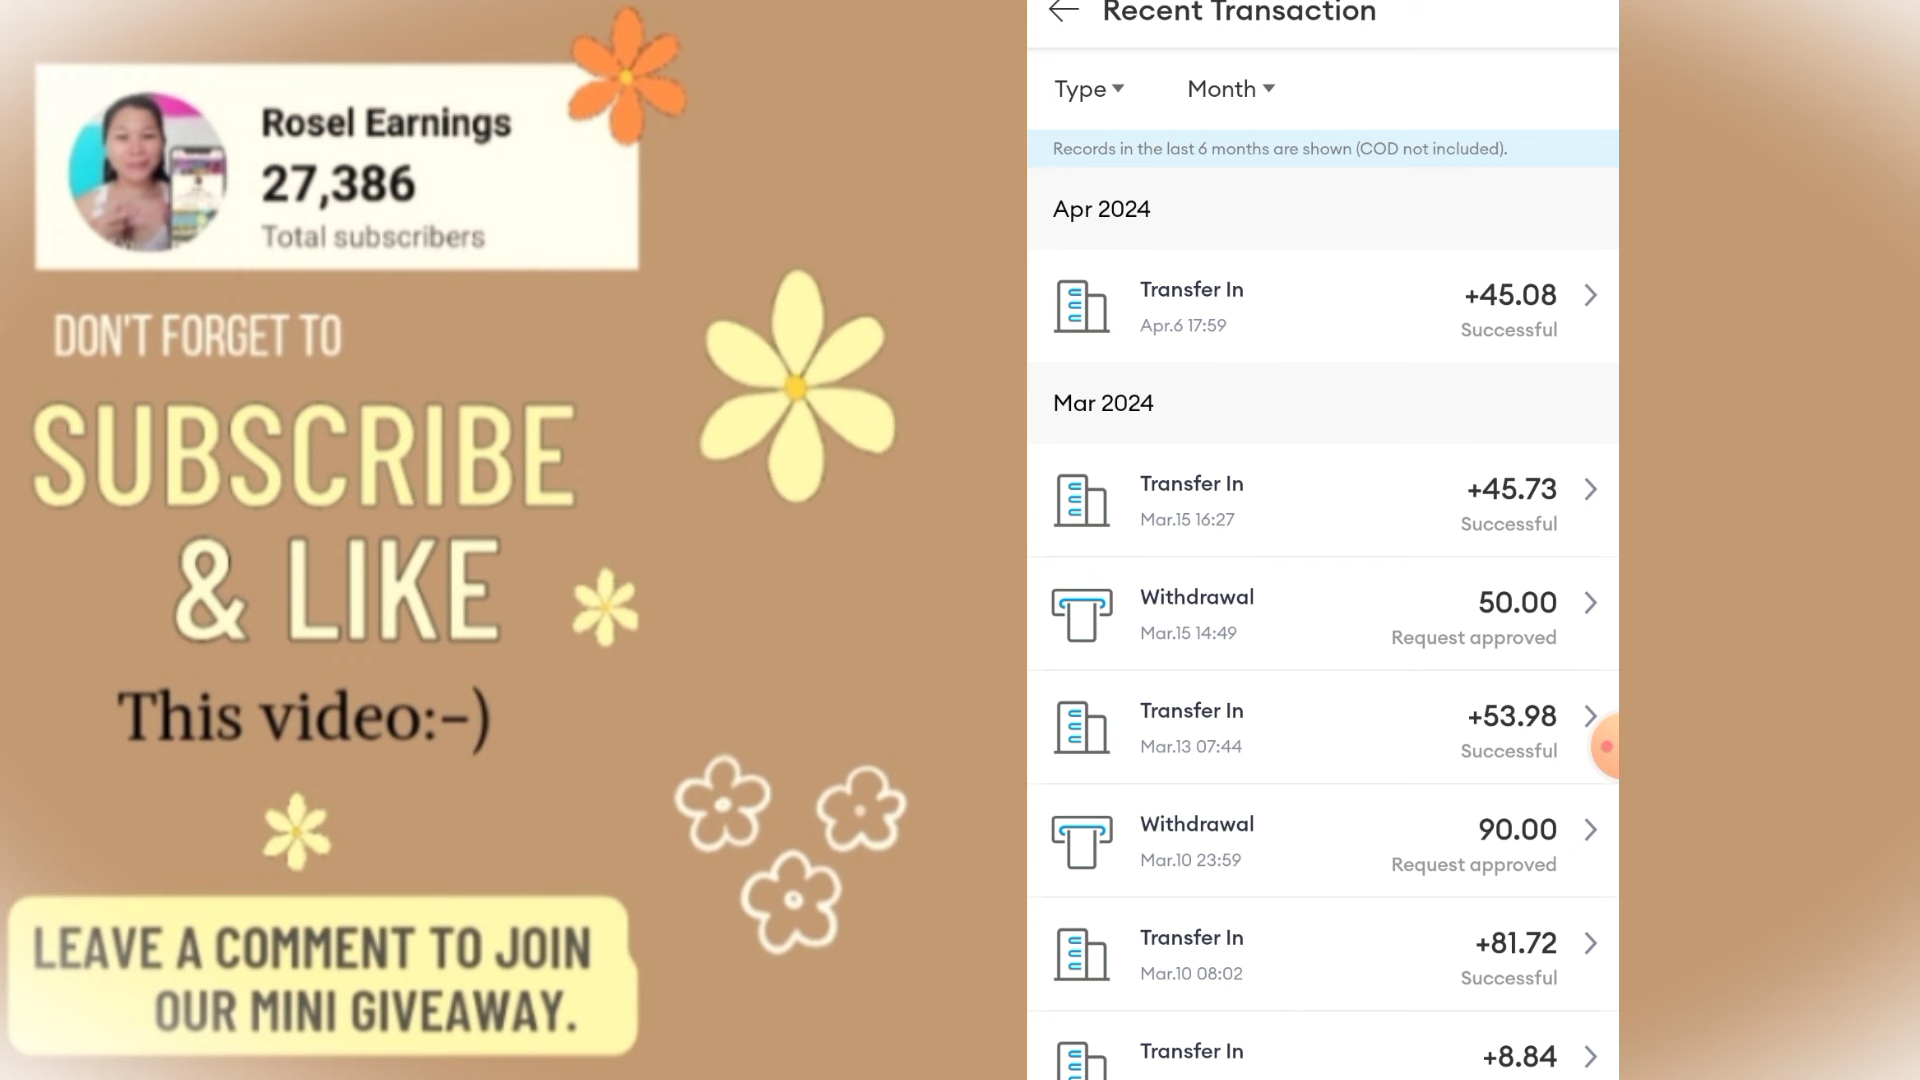 Rosel Earnings
27,386
Total subscribers
DON'T FORGET TO
SUBSCRIBE
& LIKE
This video:-)
LEAVE A COMMENT TO JOIN
OUR MINI GIVEAWAY.
Recent Transaction
Type
Month
Records in the last 6 months are shown (COD not included).
Apr 2024
Transfer In
+45.08
Apr.6 17:59
Successful
Mar 2024
Transfer In
+45.73
Mar.15 16:27
Successful
Withdrawal
50.00
Mar.15 14:49
Request approved
Transfer In
+53.98
Mar.13 07:44
Successful
Withdrawal
90.00
Mar.10 23:59
Request approved
Transfer In
+81.72
Mar.10 08:02
Successful
Transfer In
+8.84